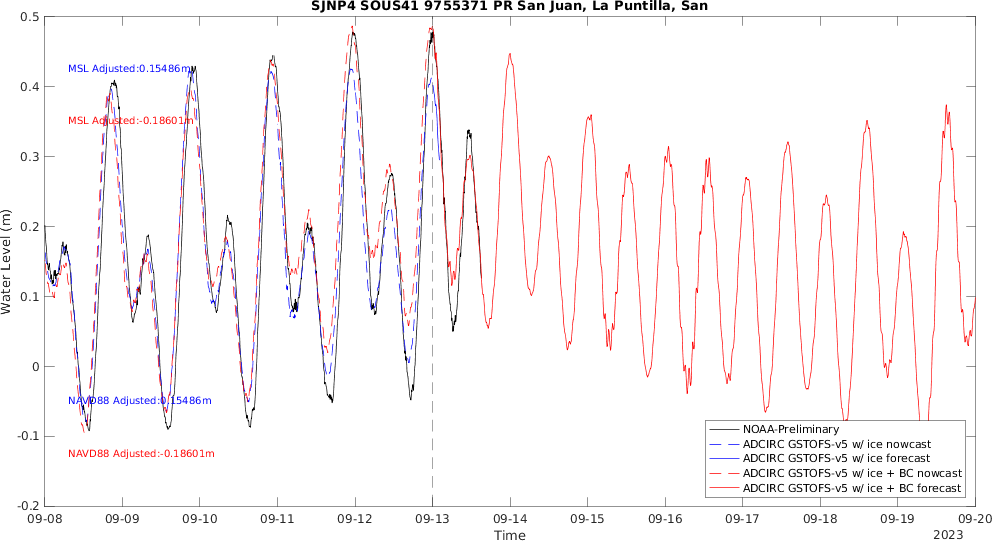 SJNP4 SOUS41 9755371 PR San Juan, La Puntilla, San
0.5
0.4
0.3
0.2
0.1
0
-0.1
-0.2
Water Level (m)
MSL Adjusted:0.15486m
MSL Adjusted:-0.18601m
NAVD88 Adjusted:0.15486m
NAVD88 Adjusted:-0.18601m
NOAA-Preliminary
ADCIRC GSTOFS-v5 w/ ice nowcast
ADCIRC GSTOFS-v5 w/ ice forecast
ADCIRC GSTOFS-v5 w/ ice + BC nowcast
ADCIRC GSTOFS-v5 w/ ice + BC forecast
09-08 09-09 09-10 09-11 09-12 09-13 09-14 09-15 09-16 09-17 09-18 09-19 09-20
Time
2023